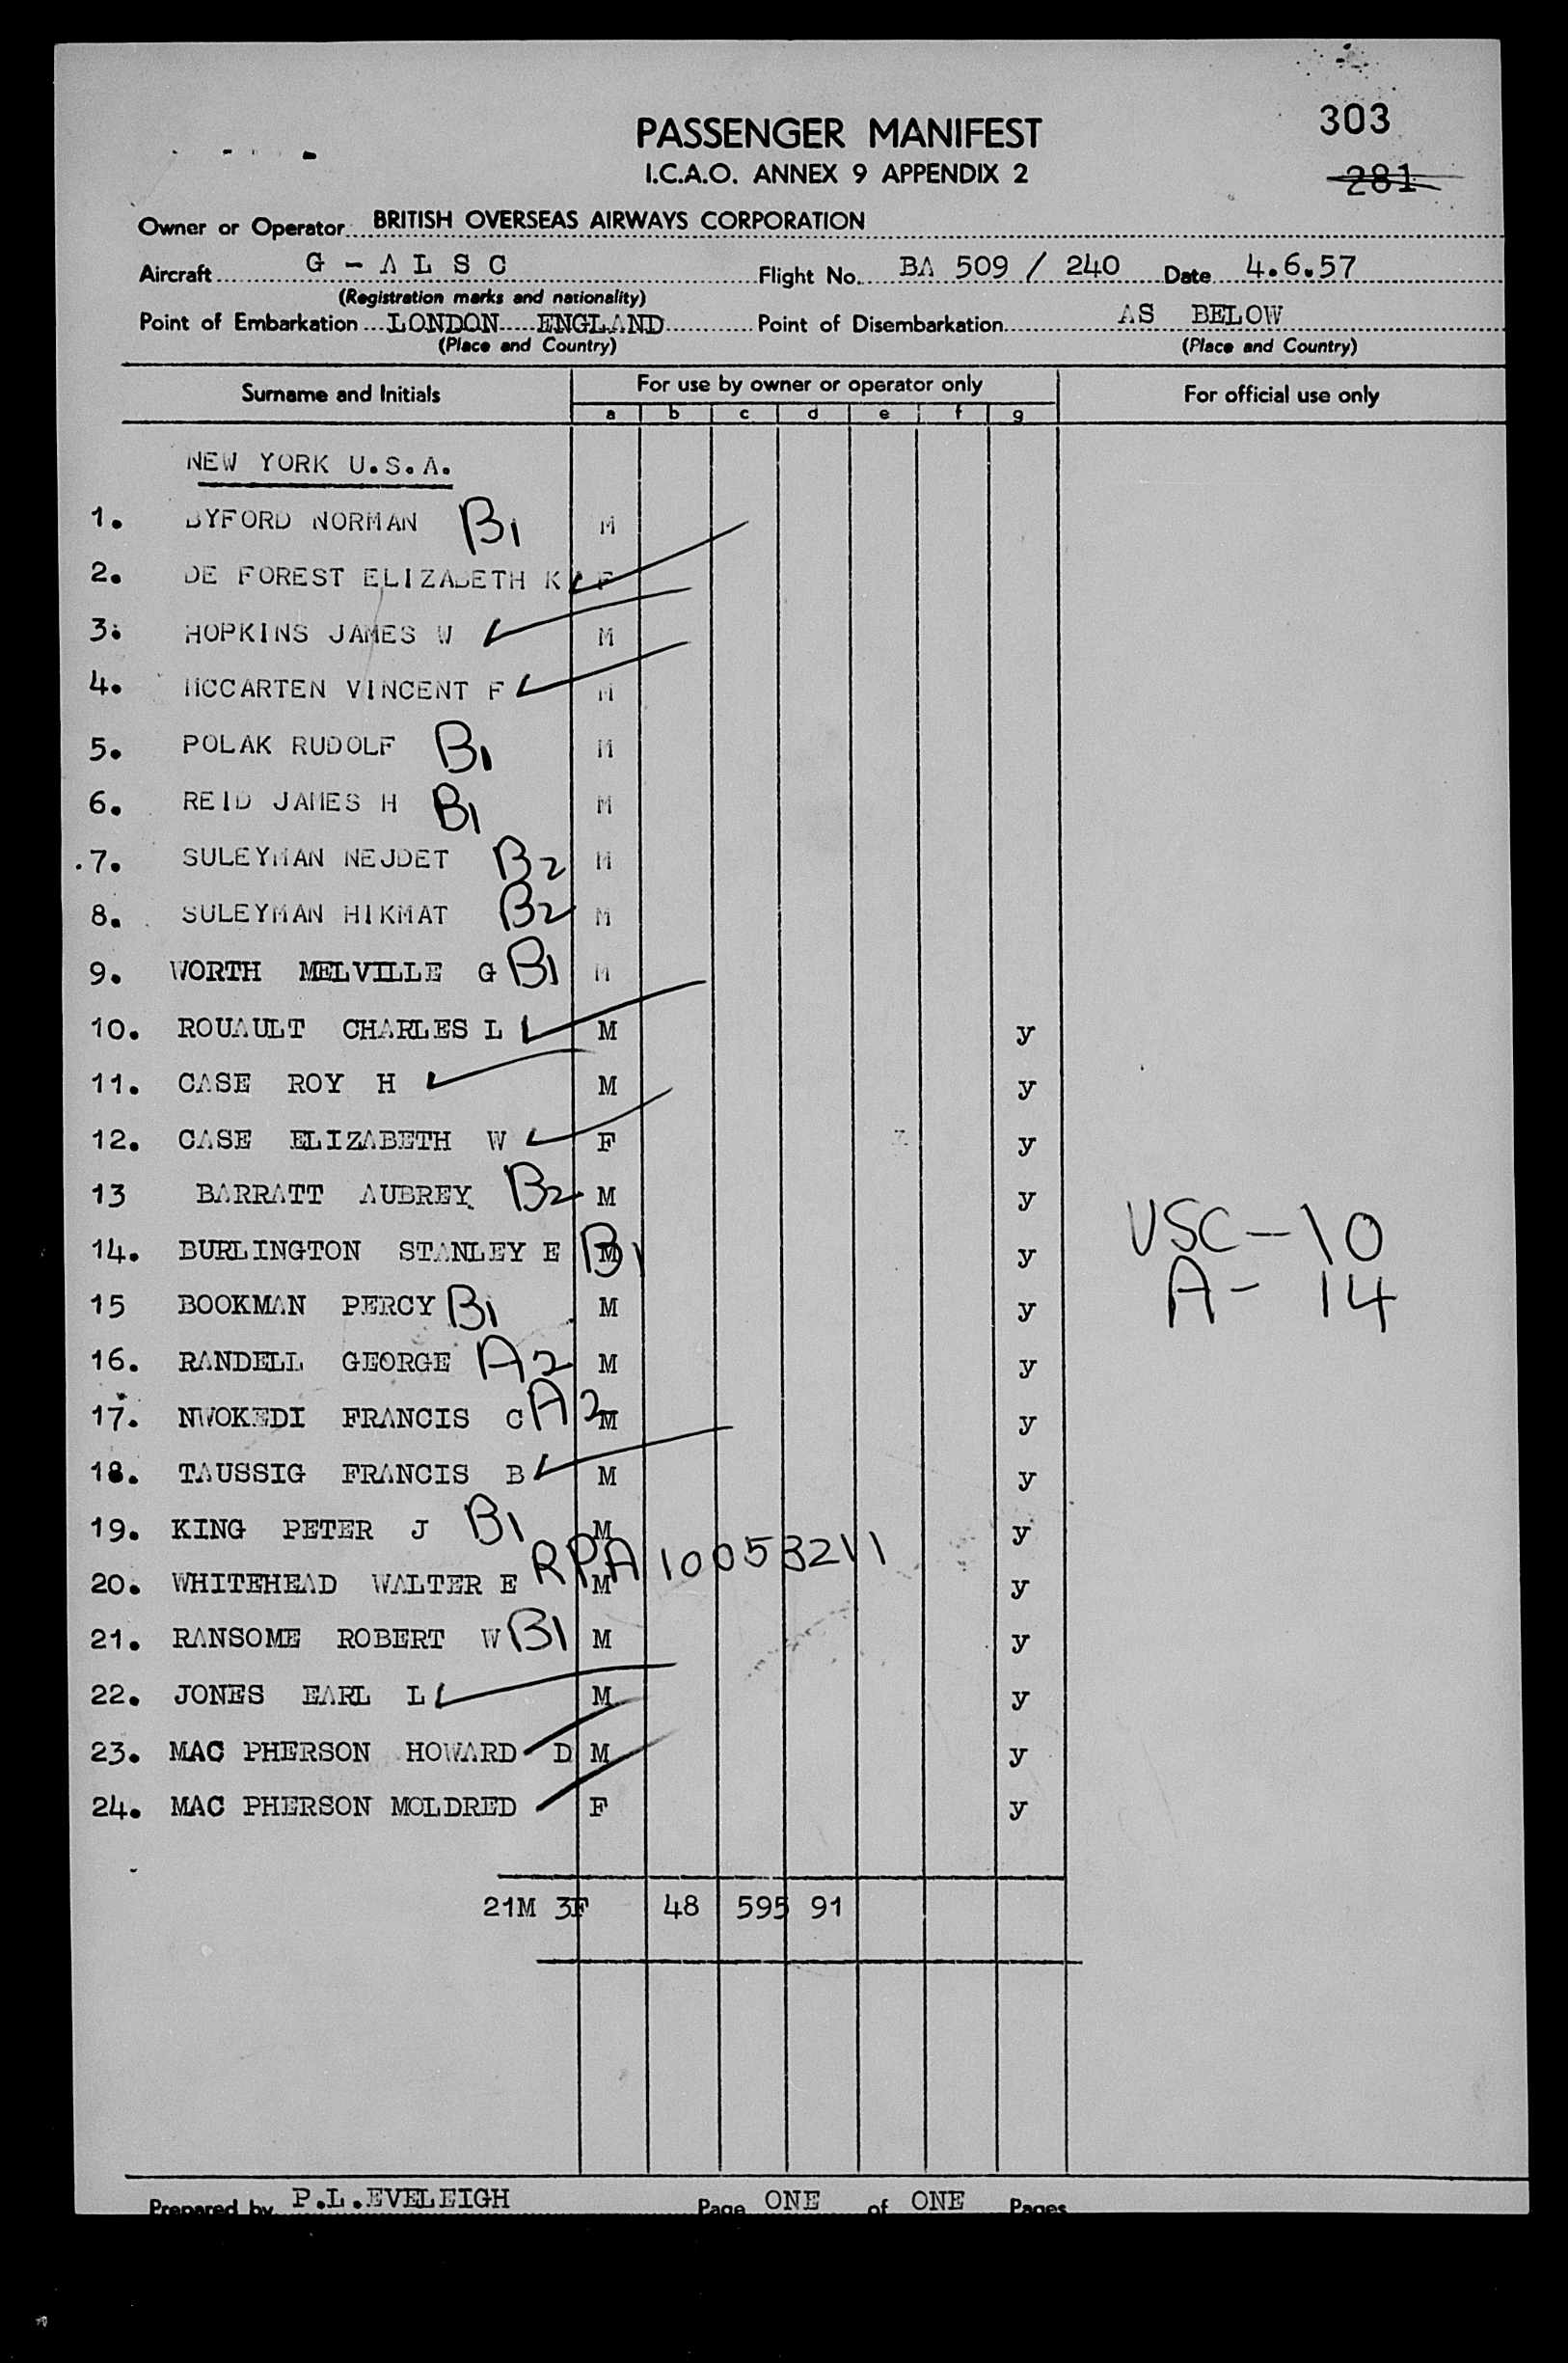 PASSENGER MANIFEST
303
I.C.A.O. ANNEX 9 APPENDIX 2
281
Owner or Operator BRITISH OVERSEAS AIRWAYS CORPORATION
Aircraft G - A L S C Flight No. BA 509 / 240 Date 4.6.57
(Registration marks and nationality)
Point of Embarkation LONDON ENGLAND Point of Disembarkation AS BELOW
(Place and Country) (Place and Country)
Surname and Initials For use by owner or operator only For official use only
a b c d e f g
NEW YORK U.S.A.
1. BYFORD NORMAN B1 M
2. DE FOREST ELIZABETH K F
3. HOPKINS JAMES W M
4. MCCARTEN VINCENT F M
5. POLAK RUDOLF B1 M
6. REID JAMES H B1 M
7. SULEYMAN NEJDET B2 M
8. SULEYMAN HIKMAT B2 M
9. WORTH MELVILLE G B1 M
10. ROUAULT CHARLES L M y
11. CASE ROY H M y
12. CASE ELIZABETH W F y
13 BARRATT AUBREY B2 M y
USC-10
14. BURLINGTON STANLEY E B1 M y
A- 14
15 BOOKMAN PERCY B1 M y
16. RANDELL GEORGE A2 M y
17. NWOKEDI FRANCIS C A2 M y
18. TAUSSIG FRANCIS B M y
19. KING PETER J B1 M y
RPA 10053211
20. WHITEHEAD WALTER E M y
21. RANSOME ROBERT W B1 M y
22. JONES EARL L M y
23. MAC PHERSON HOWARD D M y
24. MAC PHERSON MOLDRED F y
21M 3F 48 595 91
Prepared by P.L.EVELEIGH Page ONE of ONE Pages